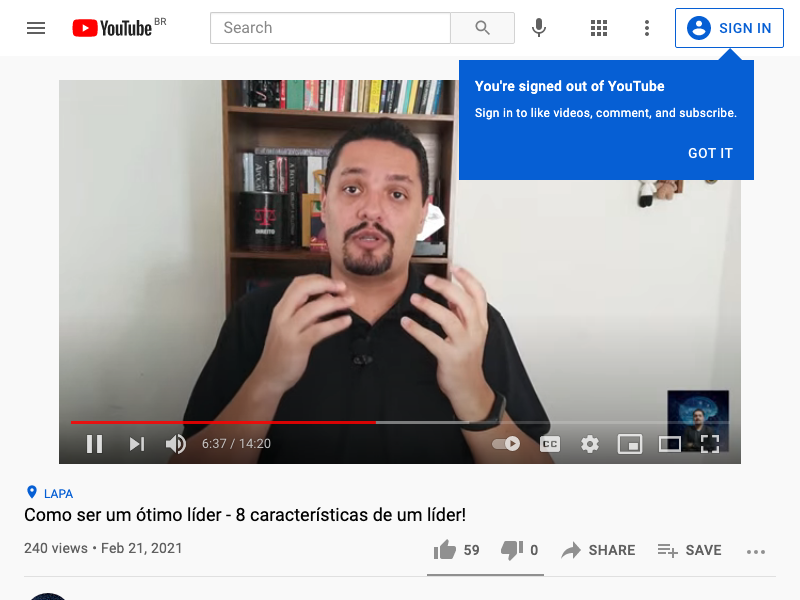 YouTube BR
Search
SIGN IN
You're signed out of YouTube
Sign in to like videos, comment, and subscribe.
GOT IT
DIREITO
6:37 / 14:20
CC
LAPA
Como ser um ótimo líder - 8 características de um líder!
240 views • Feb 21, 2021
59
0
SHARE
SAVE